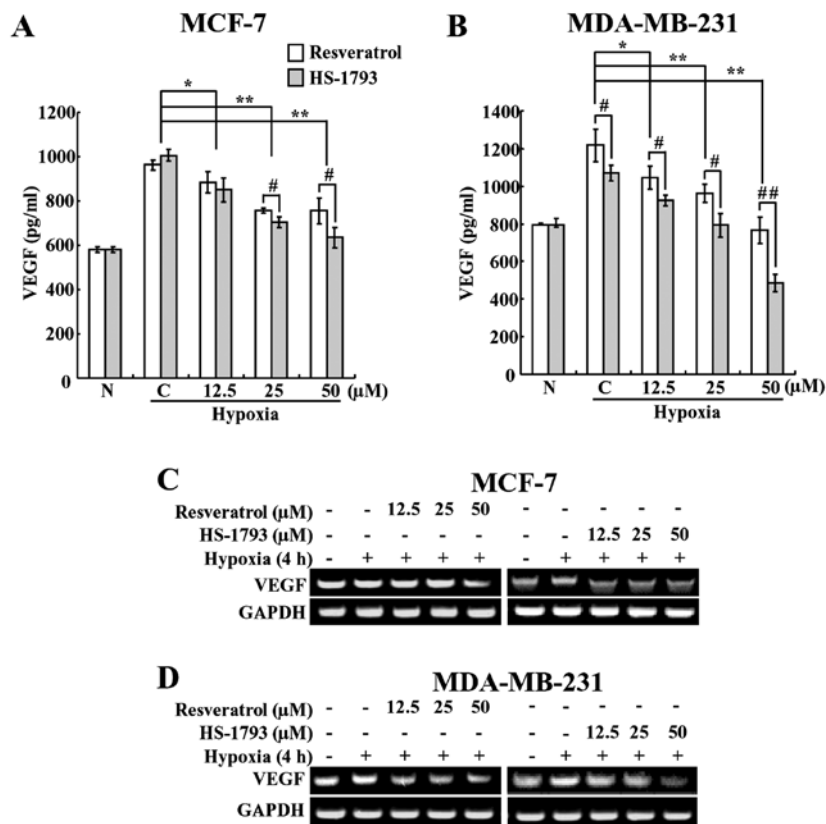 A
MCF-7
Resveratrol
HS-1793
*
**
**
#
#
VEGF (pg/ml)
1200
1000
800
600
400
200
0
N
C
12.5
25
50 (μM)
Hypoxia
B
MDA-MB-231
*
**
**
#
#
#
##
VEGF (pg/ml)
1400
1200
1000
800
600
400
200
0
N
C
12.5
25
50 (μM)
Hypoxia
C
MCF-7
Resveratrol (μM) - - 12.5 25 50 - - - - -
HS-1793 (μM) - - - - - - - 12.5 25 50
Hypoxia (4 h) - + + + + - + + + +
VEGF
GAPDH
D
MDA-MB-231
Resveratrol (μM) - - 12.5 25 50 - - - - -
HS-1793 (μM) - - - - - - - 12.5 25 50
Hypoxia (4 h) - + + + + - + + + +
VEGF
GAPDH